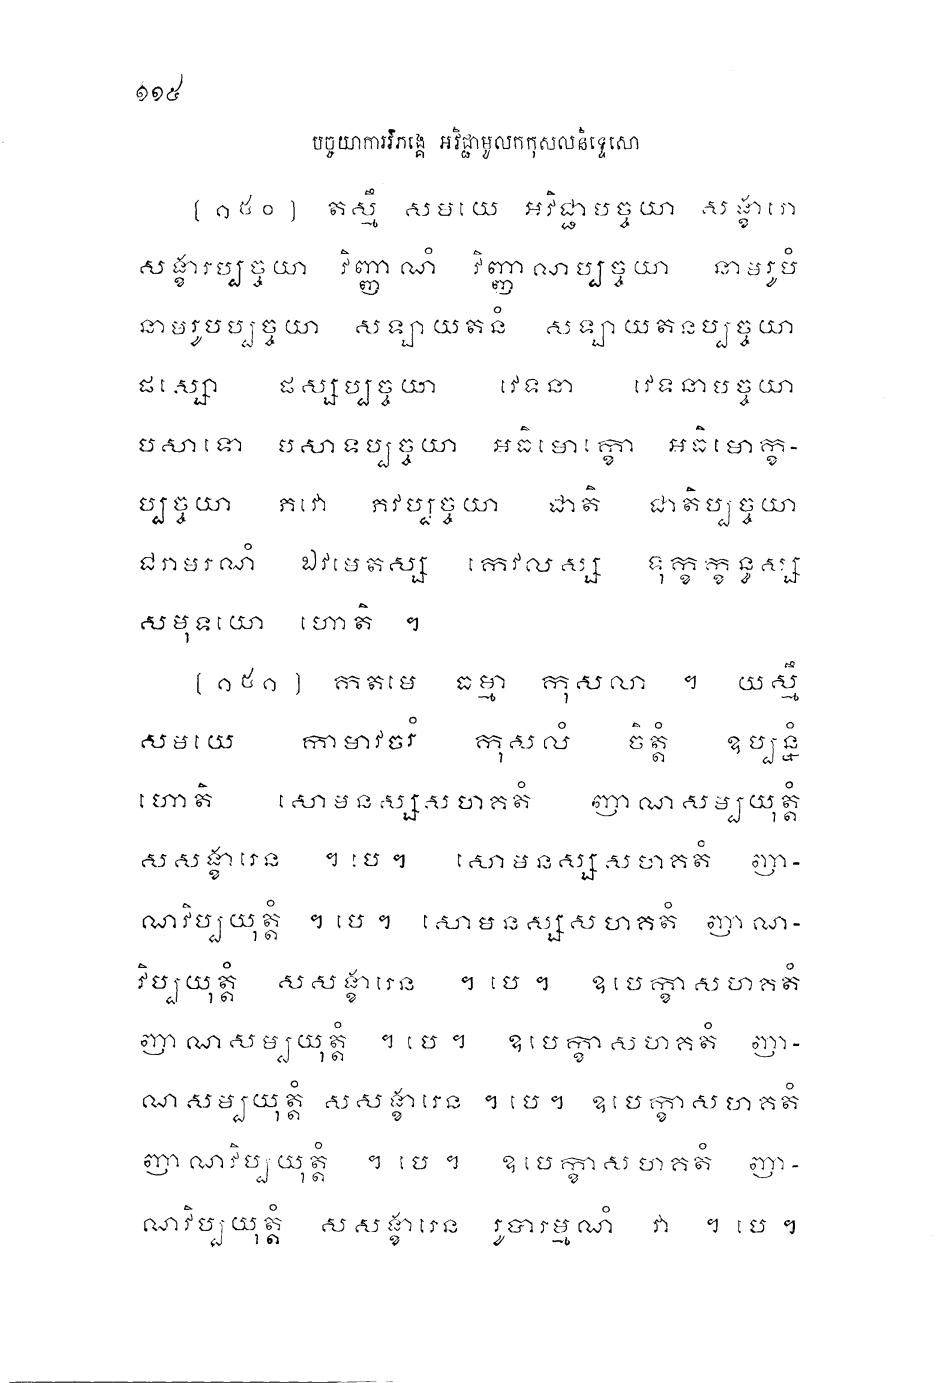 ១១៥
បច្ចយាការវិភង្គេ អវិជ្ជាមូលកកុសលនិទ្ទេសោ
(១៥០) តស្មឹ សមយេ អវិជ្ជាបច្ចយា សង្ខារោ
សង្ខារប្បច្ចយា វិញ្ញាណំ វិញ្ញាណប្បច្ចយា នាមរូបំ
នាមរូបប្បច្ចយា សឡាយតនំ សឡាយតនប្បច្ចយា
ផស្សោ ផស្សប្បច្ចយា វេទនា វេទនាបច្ចយា
បសាទោ បសាទប្បច្ចយា អធិមោក្ខោ អធិមោក្ខ-
ប្បច្ចយា ភវោ ភវប្បច្ចយា ជាតិ ជាតិប្បច្ចយា
ជរាមរណំ ឯវមេតស្ស កេវលស្ស ទុក្ខក្ខន្ធស្ស
សមុទយោ ហោតិ ។
(១៥១) កតមេ ធម្មា កុសលា ។ យស្មឹ
សមយេ កាមាវចរំ កុសលំ ចិត្តំ ឧប្បន្នំ
ហោតិ សោមនស្សសហគតំ ញាណសម្បយុត្តំ
សសង្ខារេន ។បេ។ សោមនស្សសហគតំ ញា-
ណវិប្បយុត្តំ ។បេ។ សោមនស្សសហគតំ ញាណ-
វិប្បយុត្តំ សសង្ខារេន ។បេ។ ឧបេក្ខាសហគតំ
ញាណសម្បយុត្តំ ។បេ។ ឧបេក្ខាសហគតំ ញា-
ណសម្បយុត្តំ សសង្ខារេន ។បេ។ ឧបេក្ខាសហគតំ
ញាណវិប្បយុត្តំ ។បេ។ ឧបេក្ខាសហគតំ ញា-
ណវិប្បយុត្តំ សសង្ខារេន រូបារម្មណំ វា ។បេ។